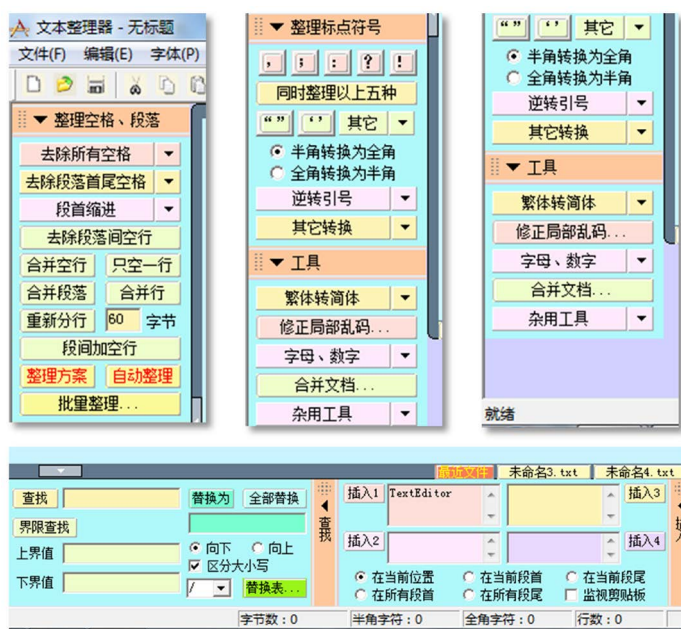 文本整理器 - 无标题
文件(F) 编辑(E) 字体(P)
整理空格、段落
去除所有空格
去除段落首尾空格
段首缩进
去除段落间空行
合并空行 只空一行
合并段落 合并行
重新分行 60 字节
段间加空行
整理方案 自动整理
批量整理...
整理标点符号
, ; : ? !
同时整理以上五种
“ ” ‘ ’ 其它
半角转换为全角
全角转换为半角
逆转引号
其它转换
工具
繁体转简体
修正局部乱码...
字母、数字
合并文档...
杂用工具
“ ” ‘ ’ 其它
半角转换为全角
全角转换为半角
逆转引号
其它转换
工具
繁体转简体
修正局部乱码...
字母、数字
合并文档...
杂用工具
就绪
最近文件 未命名3.txt 未命名4.txt
查找 替换为 全部替换
界限查找
上界值 向下 向上
区分大小写
下界值 / 替换表...
查找
插入1 TextEditor 插入3
插入2 插入4
在当前位置 在当前段首 在当前段尾
在所有段首 在所有段尾 监视剪贴板
字节数：0 半角字符：0 全角字符：0 行数：0